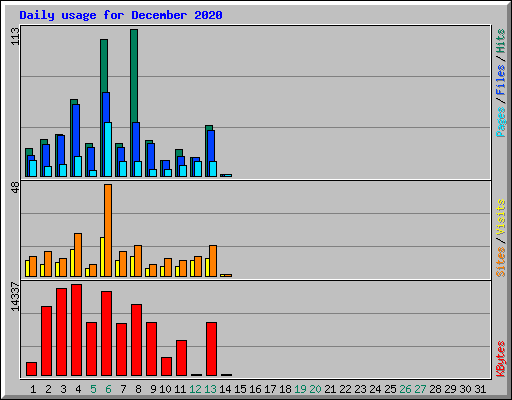 Daily usage for December 2020
113
Pages / Files / Hits
48
Sites / Visits
14337
KBytes
1 2 3 4 5 6 7 8 9 10 11 12 13 14 15 16 17 18 19 20 21 22 23 24 25 26 27 28 29 30 31